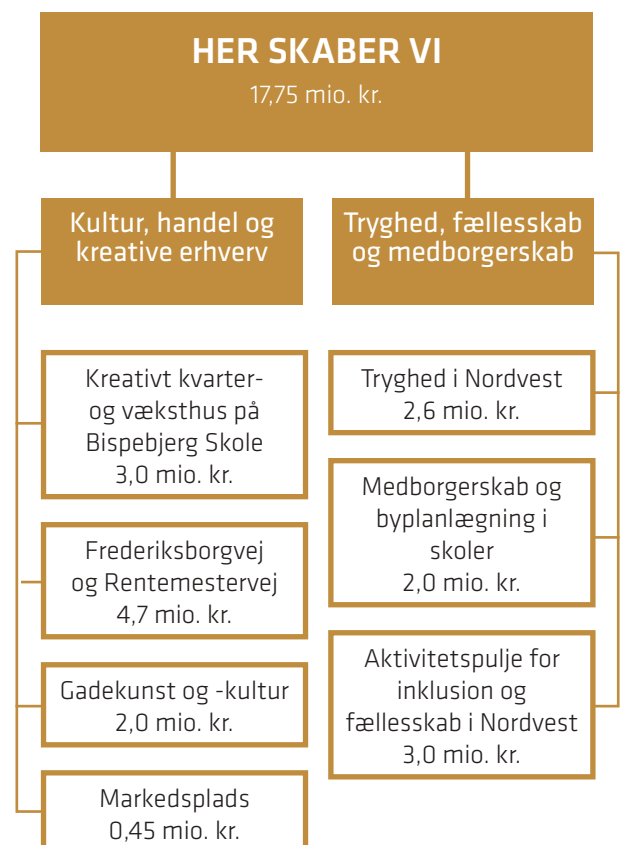 HER SKABER VI
17,75 mio. kr.
Kultur, handel og
kreative erhverv
Kreativt kvarter-
og væksthus på
Bispebjerg Skole
3,0 mio. kr.
Frederiksborgvej
og Rentemestervej
4,7 mio. kr.
Gadekunst og -kultur
2,0 mio. kr.
Markedsplads
0,45 mio. kr.
Tryghed, fællesskab
og medborgerskab
Tryghed i Nordvest
2,6 mio. kr.
Medborgerskab og
byplanlægning i
skoler
2,0 mio. kr.
Aktivitetspulje for
inklusion og
fællesskab i Nordvest
3,0 mio. kr.